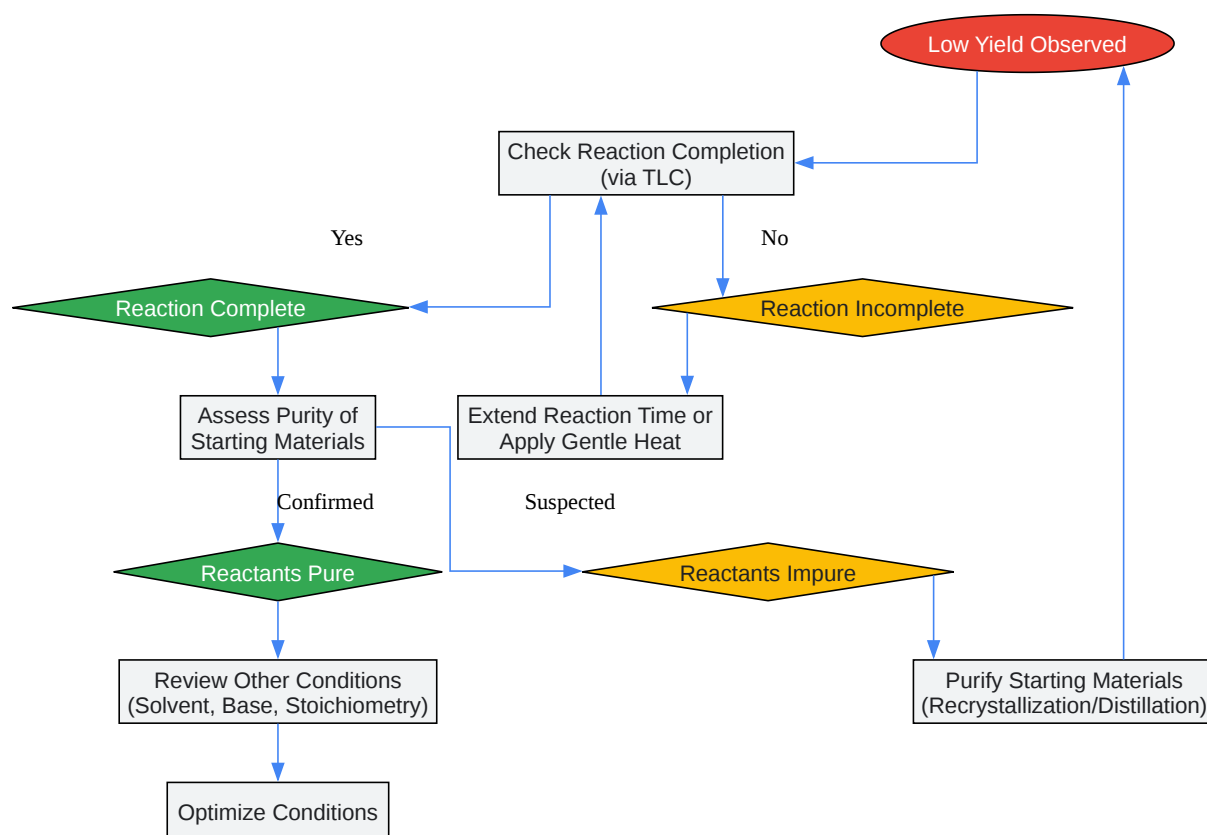 Low Yield Observed
Check Reaction Completion
(via TLC)
Yes
No
Reaction Complete
Reaction Incomplete
Assess Purity of
Starting Materials
Extend Reaction Time or
Apply Gentle Heat
Confirmed
Suspected
Reactants Pure
Reactants Impure
Review Other Conditions
(Solvent, Base, Stoichiometry)
Purify Starting Materials
(Recrystallization/Distillation)
Optimize Conditions